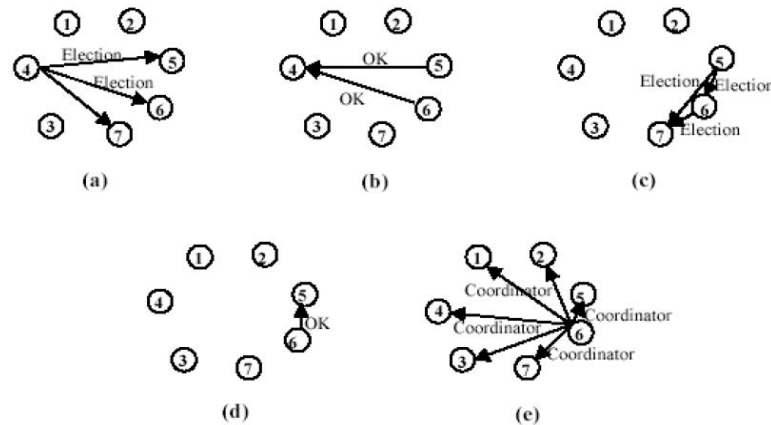 1 2
4 Election 5
Election
6
3 7
(a)
1 2
4 OK 5
OK 6
3 7
(b)
1 2
5
4
Election Election
6
3 7 Election
(c)
1 2
4 5
OK
3 6
7
(d)
1 2
Coordinator 5
4 Coordinator Coordinator
6
3 Coordinator
7
(e)